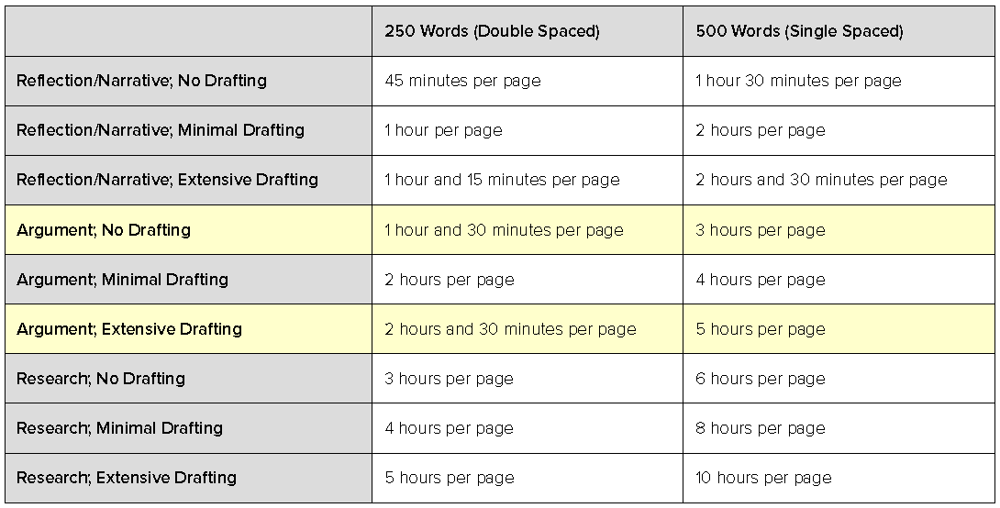 250 Words (Double Spaced) 500 Words (Single Spaced)
Reflection/Narrative; No Drafting 45 minutes per page 1 hour 30 minutes per page
Reflection/Narrative; Minimal Drafting 1 hour per page 2 hours per page
Reflection/Narrative; Extensive Drafting 1 hour and 15 minutes per page 2 hours and 30 minutes per page
Argument; No Drafting 1 hour and 30 minutes per page 3 hours per page
Argument; Minimal Drafting 2 hours per page 4 hours per page
Argument; Extensive Drafting 2 hours and 30 minutes per page 5 hours per page
Research; No Drafting 3 hours per page 6 hours per page
Research; Minimal Drafting 4 hours per page 8 hours per page
Research; Extensive Drafting 5 hours per page 10 hours per page